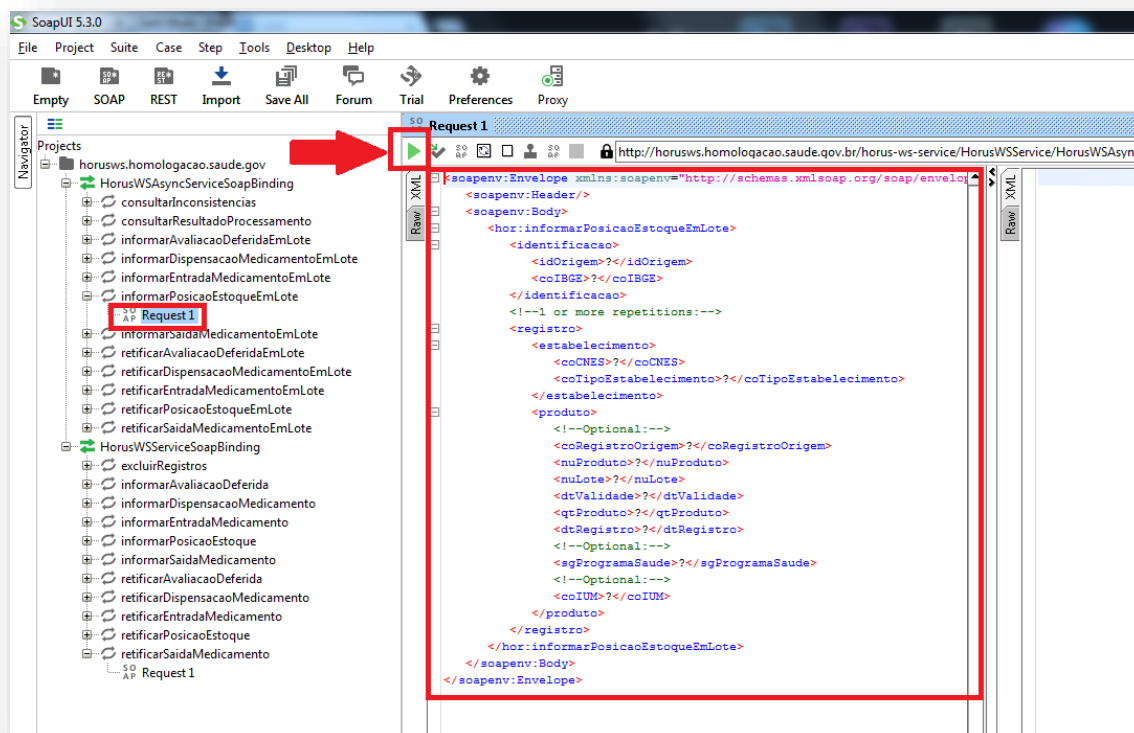 SoapUI 5.3.0
File Project Suite Case Step Tools Desktop Help
Empty SOAP REST Import Save All Forum Trial Preferences Proxy
Navigator
Projects
horusws.homologacao.saude.gov
HorusWSAsyncServiceSoapBinding
consultarInconsistencias
consultarResultadoProcessamento
informarAvaliacaoDeferidaEmLote
informarDispensacaoMedicamentoEmLote
informarEntradaMedicamentoEmLote
informarPosicaoEstoqueEmLote
Request 1
informarSaidaMedicamentoEmLote
retificarAvaliacaoDeferidaEmLote
retificarDispensacaoMedicamentoEmLote
retificarEntradaMedicamentoEmLote
retificarPosicaoEstoqueEmLote
retificarSaidaMedicamentoEmLote
HorusWSServiceSoapBinding
excluirRegistros
informarAvaliacaoDeferida
informarDispensacaoMedicamento
informarEntradaMedicamento
informarPosicaoEstoque
informarSaidaMedicamento
retificarAvaliacaoDeferida
retificarDispensacaoMedicamento
retificarEntradaMedicamento
retificarPosicaoEstoque
retificarSaidaMedicamento
Request 1
Request 1
http://horusws.homologacao.saude.gov.br/horus-ws-service/HorusWSService/HorusWSAsyn
XML
Raw
<soapenv:Envelope xmlns:soapenv="http://schemas.xmlsoap.org/soap/envelop
<soapenv:Header/>
<soapenv:Body>
<hor:informarPosicaoEstoqueEmLote>
<identificacao>
<idOrigem>?</idOrigem>
<coIBGE>?</coIBGE>
</identificacao>
<!--1 or more repetitions:-->
<registro>
<estabelecimento>
<coCNES>?</coCNES>
<coTipoEstabelecimento>?</coTipoEstabelecimento>
</estabelecimento>
<produto>
<!--Optional:-->
<coRegistroOrigem>?</coRegistroOrigem>
<nuProduto>?</nuProduto>
<nuLote>?</nuLote>
<dtValidade>?</dtValidade>
<qtProduto>?</qtProduto>
<dtRegistro>?</dtRegistro>
<!--Optional:-->
<sgProgramaSaude>?</sgProgramaSaude>
<!--Optional:-->
<coIUM>?</coIUM>
</produto>
</registro>
</hor:informarPosicaoEstoqueEmLote>
</soapenv:Body>
</soapenv:Envelope>
XML
Raw